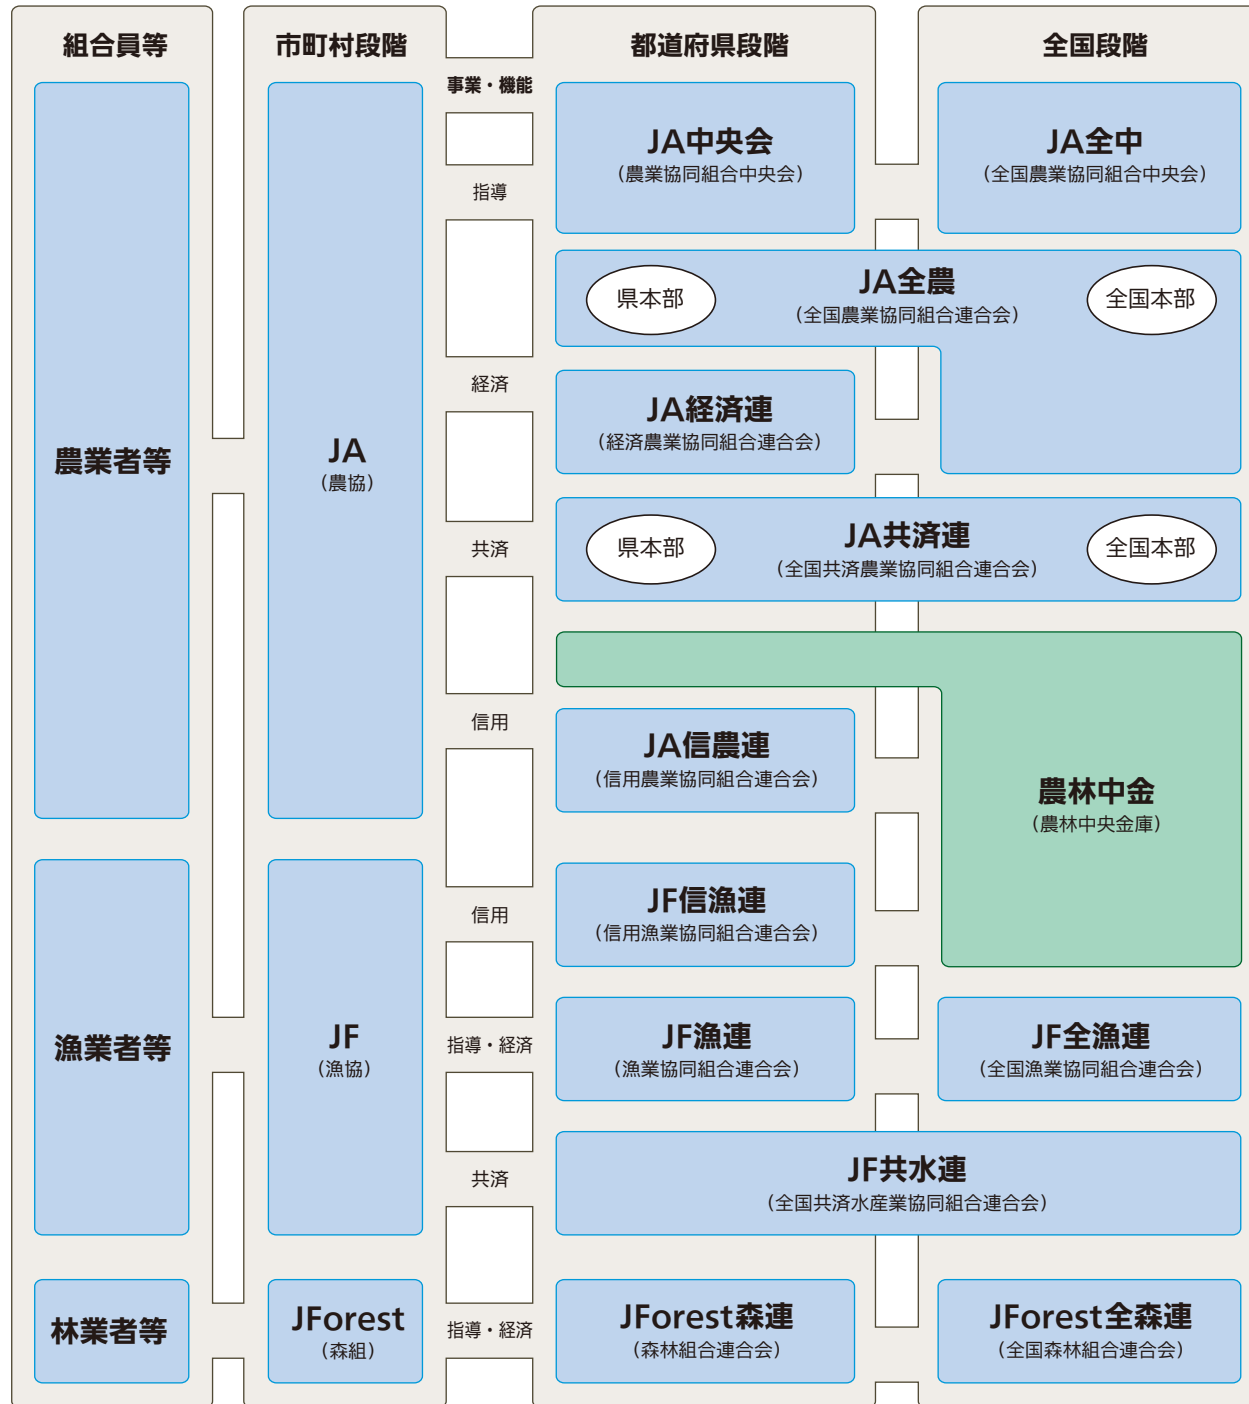 組合員等
市町村段階
都道府県段階
全国段階
事業・機能
農業者等
JA
（農協）
指導
経済
共済
信用
JA中央会
（農業協同組合中央会）
JA全中
（全国農業協同組合中央会）
県本部
JA全農
（全国農業協同組合連合会）
全国本部
JA経済連
（経済農業協同組合連合会）
県本部
JA共済連
（全国共済農業協同組合連合会）
全国本部
JA信農連
（信用農業協同組合連合会）
農林中金
（農林中央金庫）
漁業者等
JF
（漁協）
信用
指導・経済
共済
JF信漁連
（信用漁業協同組合連合会）
JF漁連
（漁業協同組合連合会）
JF全漁連
（全国漁業協同組合連合会）
JF共水連
（全国共済水産業協同組合連合会）
林業者等
JForest
（森組）
指導・経済
JForest森連
（森林組合連合会）
JForest全森連
（全国森林組合連合会）